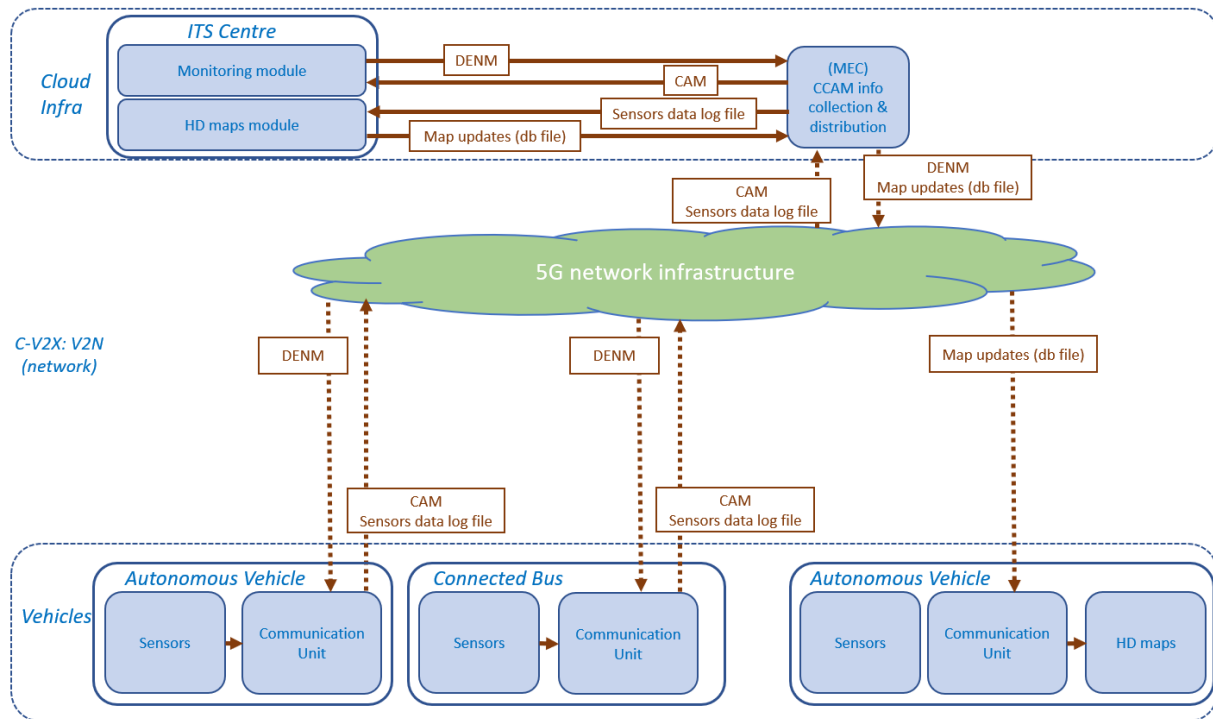 ITS Centre
Monitoring module
HD maps module
Cloud
Infra
DENM
CAM
Sensors data log file
Map updates (db file)
(MEC)
CCAM info
collection &
distribution
CAM
Sensors data log file
DENM
Map updates (db file)
5G network infrastructure
C-V2X: V2N
(network)
DENM
DENM
Map updates (db file)
CAM
Sensors data log file
CAM
Sensors data log file
Vehicles
Autonomous Vehicle
Sensors
Communication
Unit
Connected Bus
Sensors
Communication
Unit
Autonomous Vehicle
Sensors
Communication
Unit
HD maps